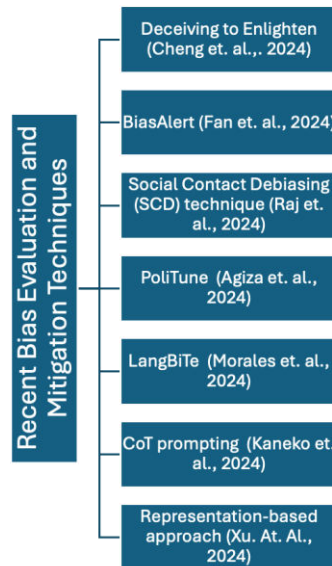 Recent Bias Evaluation and
Mitigation Techniques
Deceiving to Enlighten
(Cheng et. al.,. 2024)
BiasAlert (Fan et. al., 2024)
Social Contact Debiasing
(SCD) technique (Raj et.
al., 2024)
PoliTune (Agiza et. al.,
2024)
LangBiTe (Morales et. al.,
2024)
CoT prompting (Kaneko et.
al., 2024)
Representation-based
approach (Xu. At. Al.,
2024)